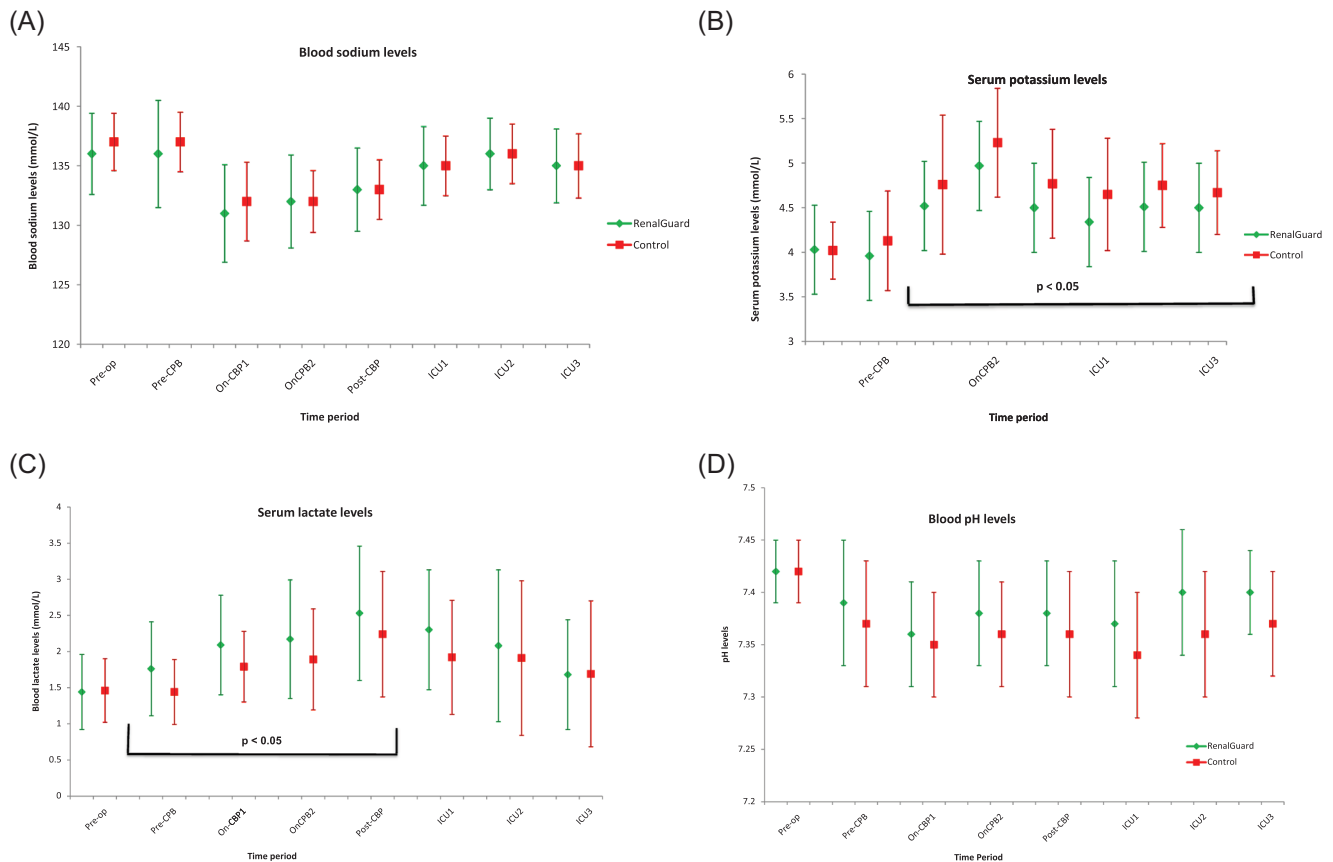 (A)
Blood sodium levels
145
140
135
130
125
120
Blood sodium levels (mmol/L)
Pre-op
Pre-CPB
On-CBP1
OnCPB2
Post-CBP
ICU1
ICU2
ICU3
Time period
RenalGuard
Control
(B)
Serum potassium levels
6
5.5
5
4.5
4
3.5
3
Serum potassium levels (mmol/L)
p < 0.05
Pre-CPB
OnCPB2
ICU1
ICU3
Time period
RenalGuard
Control
(C)
Serum lactate levels
4
3.5
3
2.5
2
1.5
1
0.5
0
Blood lactate levels (mmol/L)
p < 0.05
Pre-op
Pre-CPB
On-CBP1
OnCPB2
Post-CBP
ICU1
ICU2
ICU3
Time period
(D)
Blood pH levels
7.5
7.45
7.4
7.35
7.3
7.25
7.2
pH levels
RenalGuard
Control
Pre-op
Pre-CPB
On-CBP1
OnCPB2
Post-CBP
ICU1
ICU2
ICU3
Time Period